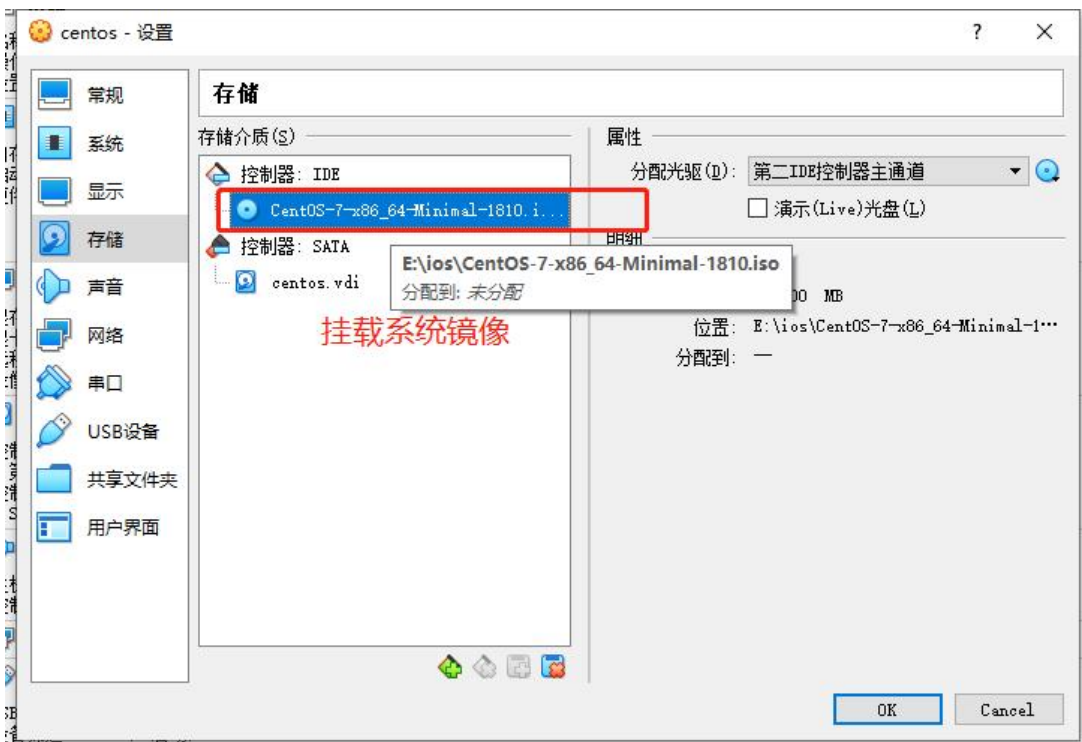 centos - 设置
?
常规
系统
显示
存储
声音
网络
串口
USB设备
共享文件夹
用户界面
存储
存储介质(S)
控制器: IDE
CentOS-7-x86_64-Minimal-1810.i...
控制器: SATA
centos.vdi
E:\ios\CentOS-7-x86_64-Minimal-1810.iso
分配到: 未分配
挂载系统镜像
属性
分配光驱(D): 第二IDE控制器主通道
演示(Live)光盘(L)
明细
MB
位置: E:\ios\CentOS-7-x86_64-Minimal-1…
分配到: —
OK
Cancel